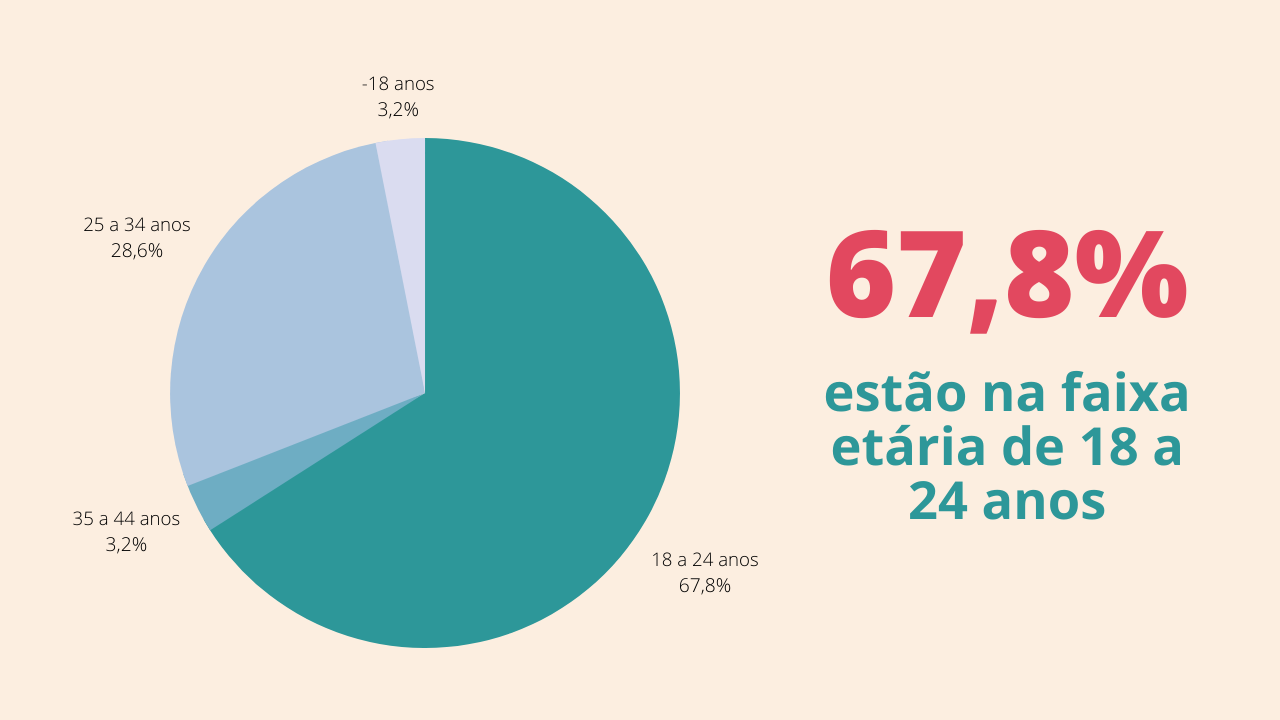 -18 anos
3,2%
25 a 34 anos
28,6%
35 a 44 anos
3,2%
18 a 24 anos
67,8%
67,8%
estão na faixa
etária de 18 a
24 anos